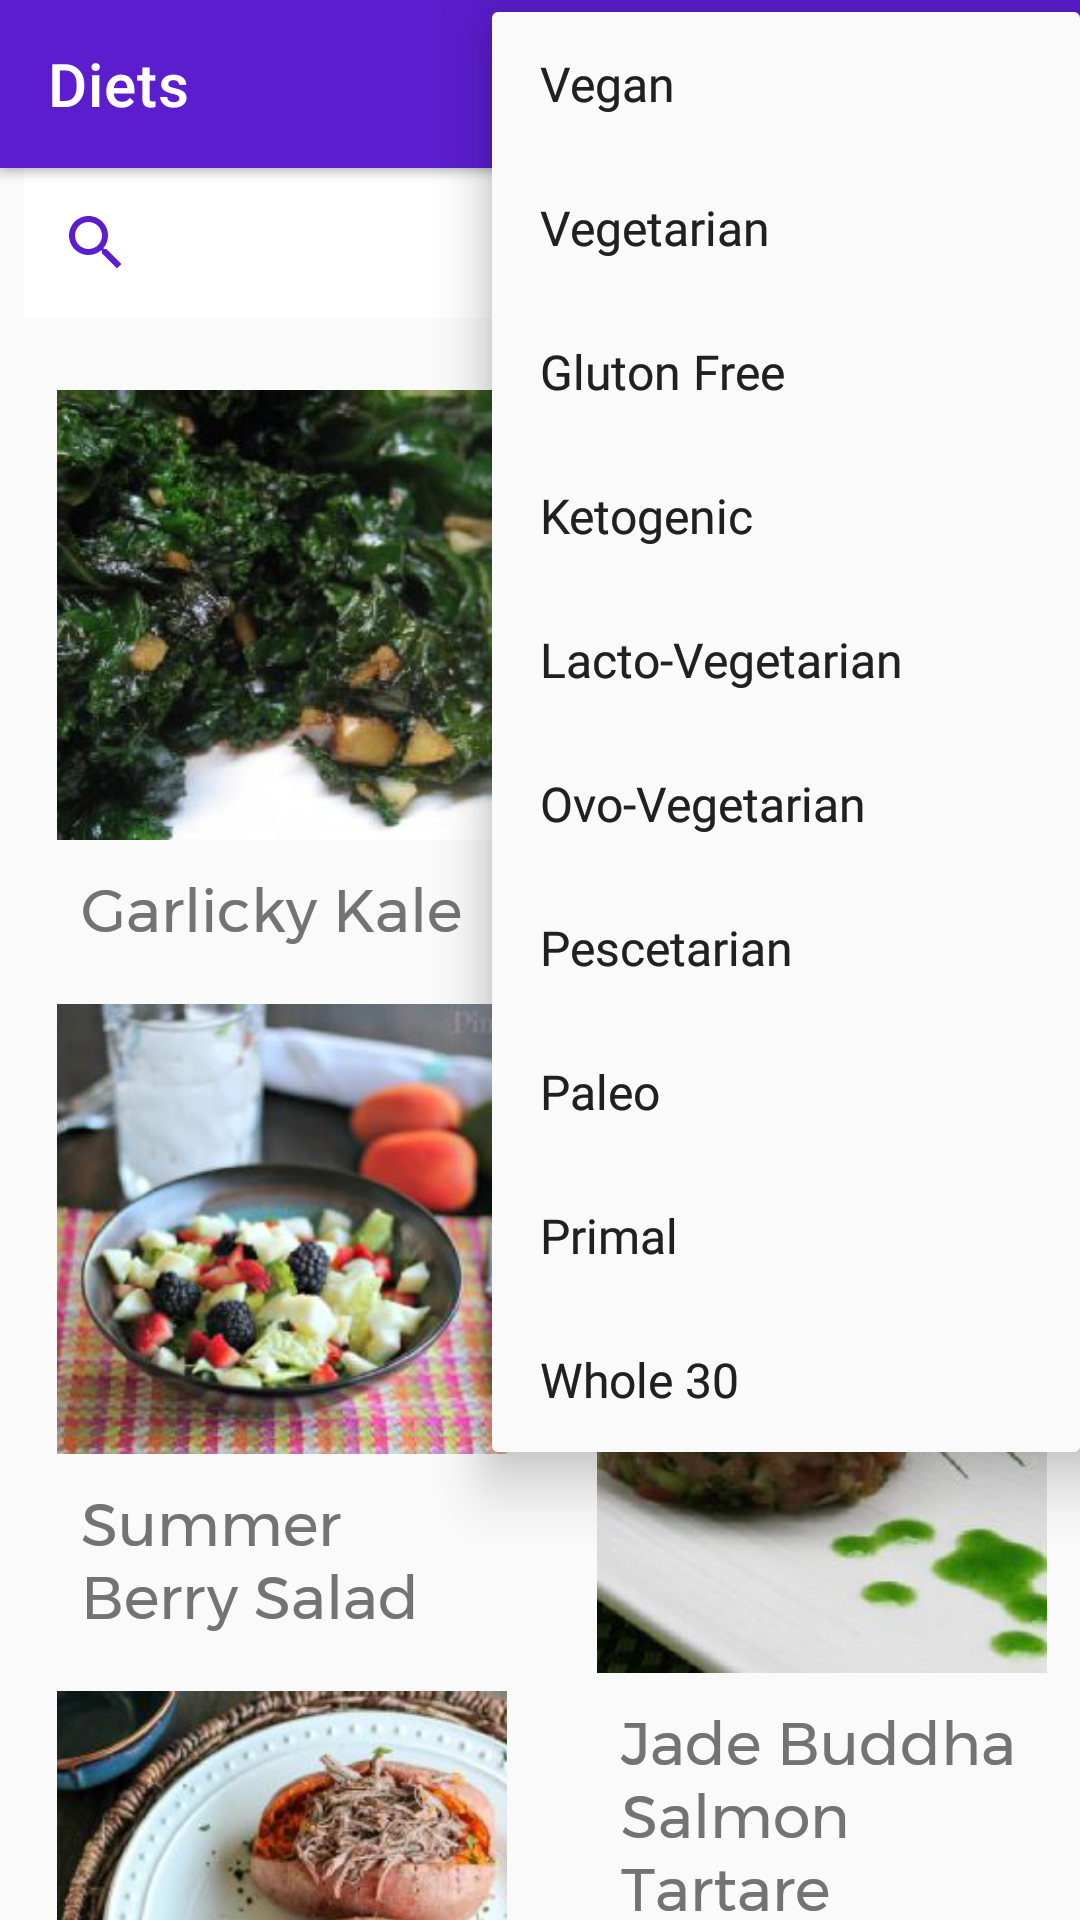 Diets
Vegan
Vegetarian
Gluton Free
Ketogenic
Lacto-Vegetarian
Ovo-Vegetarian
Pescetarian
Paleo
Primal
Whole 30
Garlicky Kale
Summer
Berry Salad
Jade Buddha
Salmon
Tartare